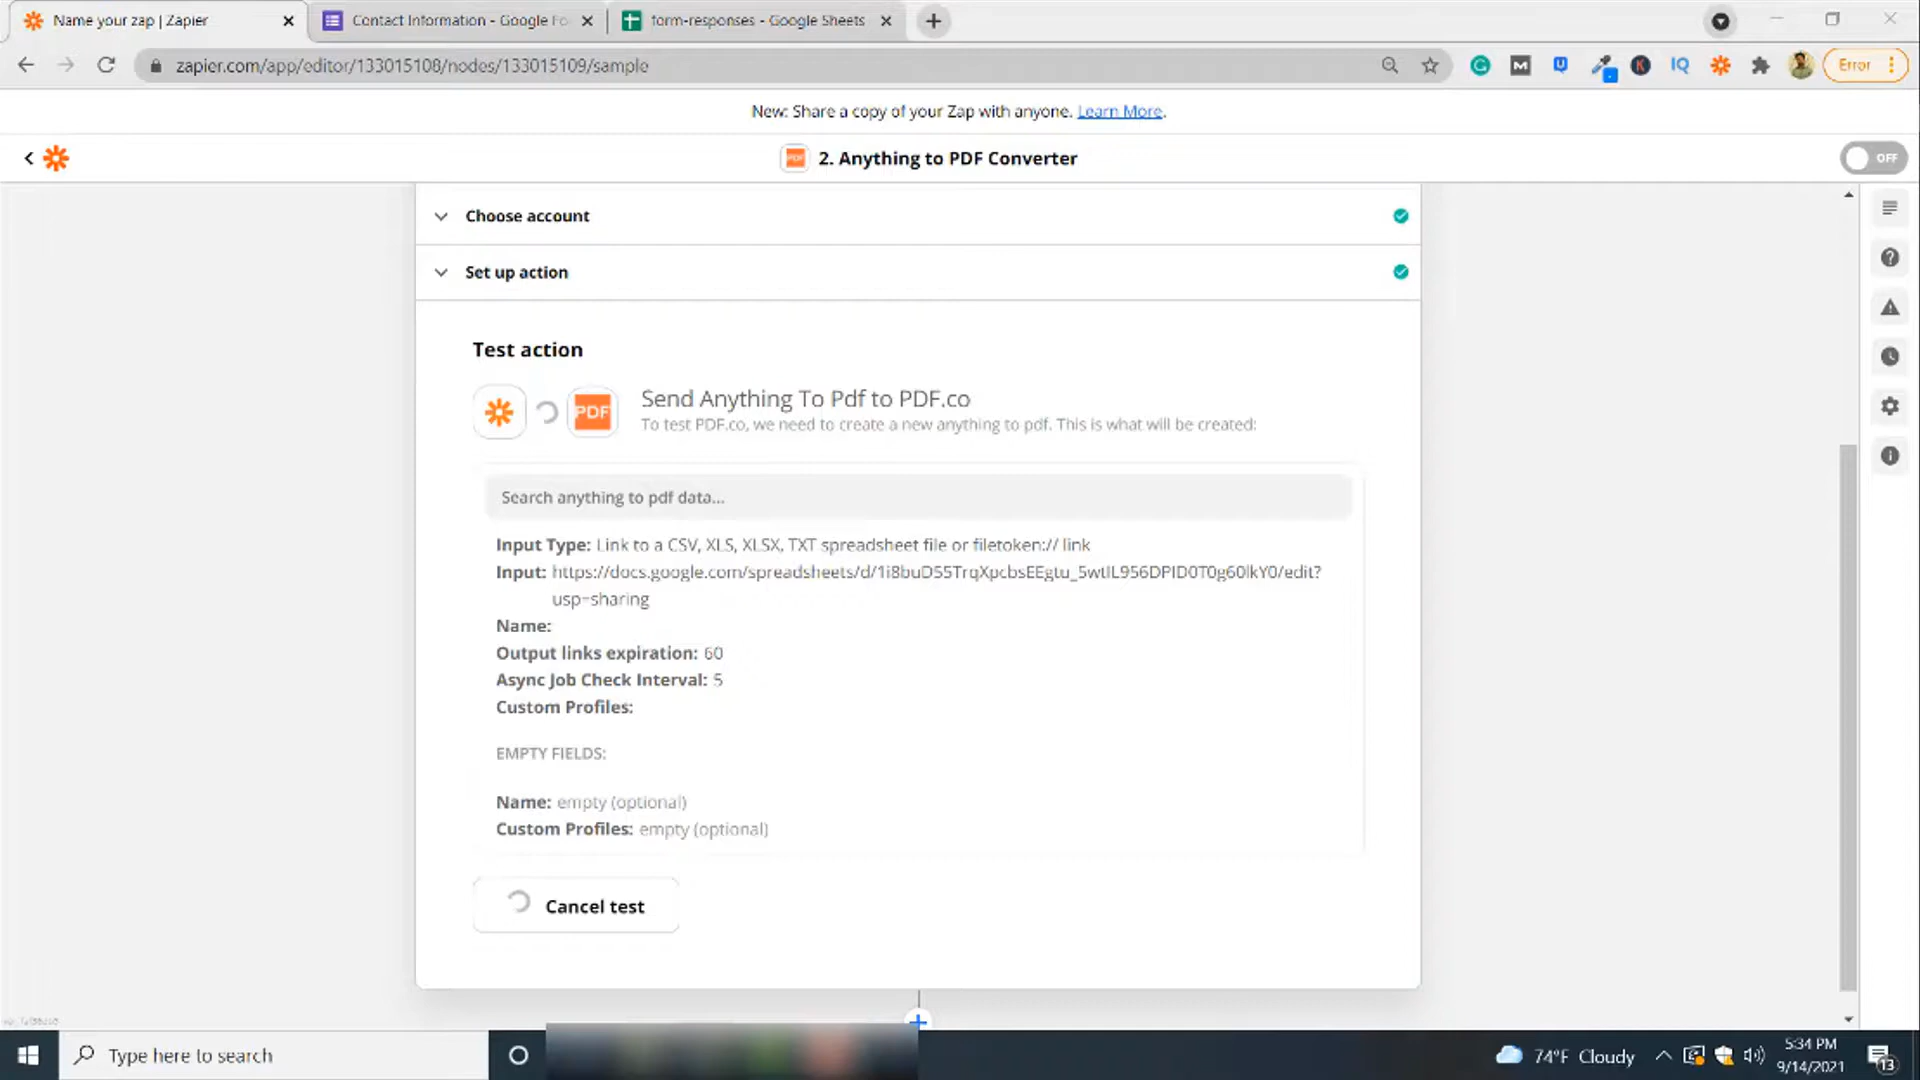 Name your zap | Zapier
Contact Information - Google Fo
form-responses - Google Sheets
zapier.com/app/editor/133015108/nodes/133015109/sample
IQ
Error
New: Share a copy of your Zap with anyone. Learn More.
2. Anything to PDF Converter
OFF
Choose account
Set up action
Test action
PDF
Send Anything To Pdf to PDF.co
To test PDF.co, we need to create a new anything to pdf. This is what will be created:
Search anything to pdf data...
Input Type: Link to a CSV, XLS, XLSX, TXT spreadsheet file or filetoken:// link
Input: https://docs.google.com/spreadsheets/d/1i8buD55TrqXpcbsEEgtu_5wtIL956DPID0T0g60lkY0/edit?
usp=sharing
Name:
Output links expiration: 60
Async Job Check Interval: 5
Custom Profiles:
EMPTY FIELDS:
Name: empty (optional)
Custom Profiles: empty (optional)
Cancel test
Type here to search
74°F Cloudy
5:34 PM
9/14/2021
13